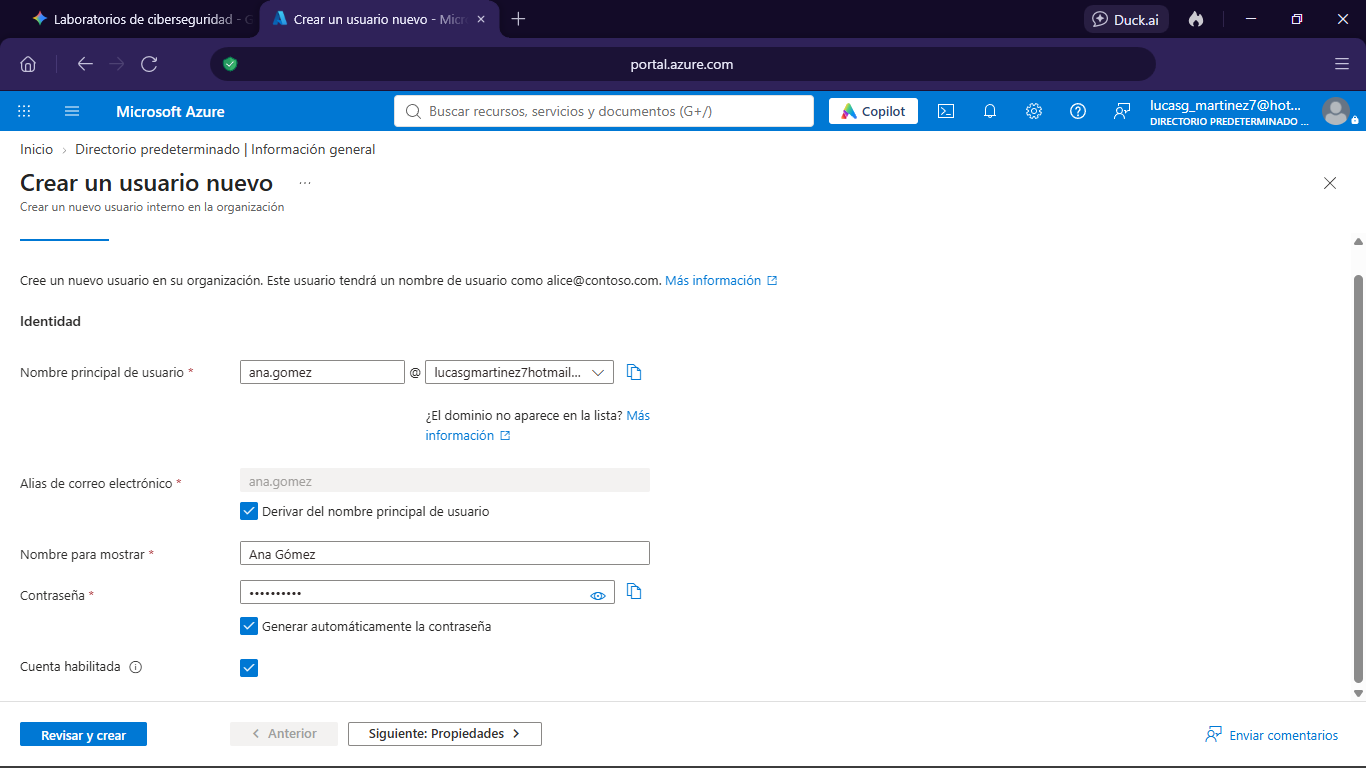 Laboratorios de ciberseguridad - G
Crear un usuario nuevo - Micr
Duck.ai
portal.azure.com
Microsoft Azure
Buscar recursos, servicios y documentos (G+/)
Copilot
lucasg_martinez7@hot...
DIRECTORIO PREDETERMINADO ...
Inicio > Directorio predeterminado | Información general
Crear un usuario nuevo ...
Crear un nuevo usuario interno en la organización
Cree un nuevo usuario en su organización. Este usuario tendrá un nombre de usuario como alice@contoso.com. Más información
Identidad
Nombre principal de usuario *
ana.gomez @ lucasgmartinez7hotmail...
¿El dominio no aparece en la lista? Más
información
Alias de correo electrónico *
ana.gomez
Derivar del nombre principal de usuario
Nombre para mostrar *
Ana Gómez
Contraseña *
••••••••••
Generar automáticamente la contraseña
Cuenta habilitada
Revisar y crear
< Anterior
Siguiente: Propiedades >
Enviar comentarios